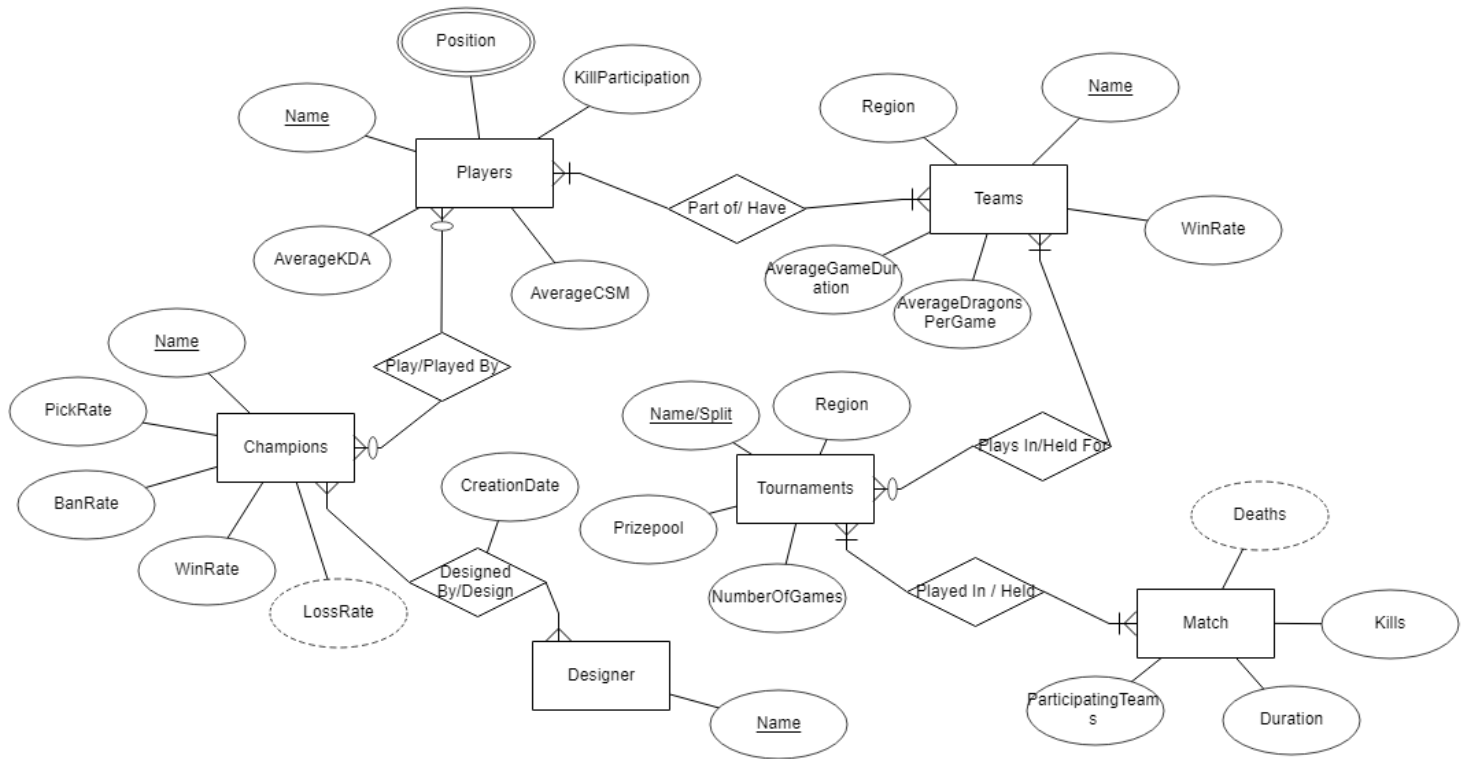 Position
KillParticipation
Name
Players
Region
Name
Teams
Part of/ Have
WinRate
AverageKDA
AverageCSM
AverageGameDur
ation
AverageDragons
PerGame
Name
Play/Played By
PickRate
Champions
BanRate
WinRate
LossRate
CreationDate
Designed
By/Design
Designer
Name
Name/Split
Region
Plays In/Held For
Tournaments
Prizepool
NumberOfGames
Played In / Held
Deaths
Match
Kills
ParticipatingTeam
s
Duration